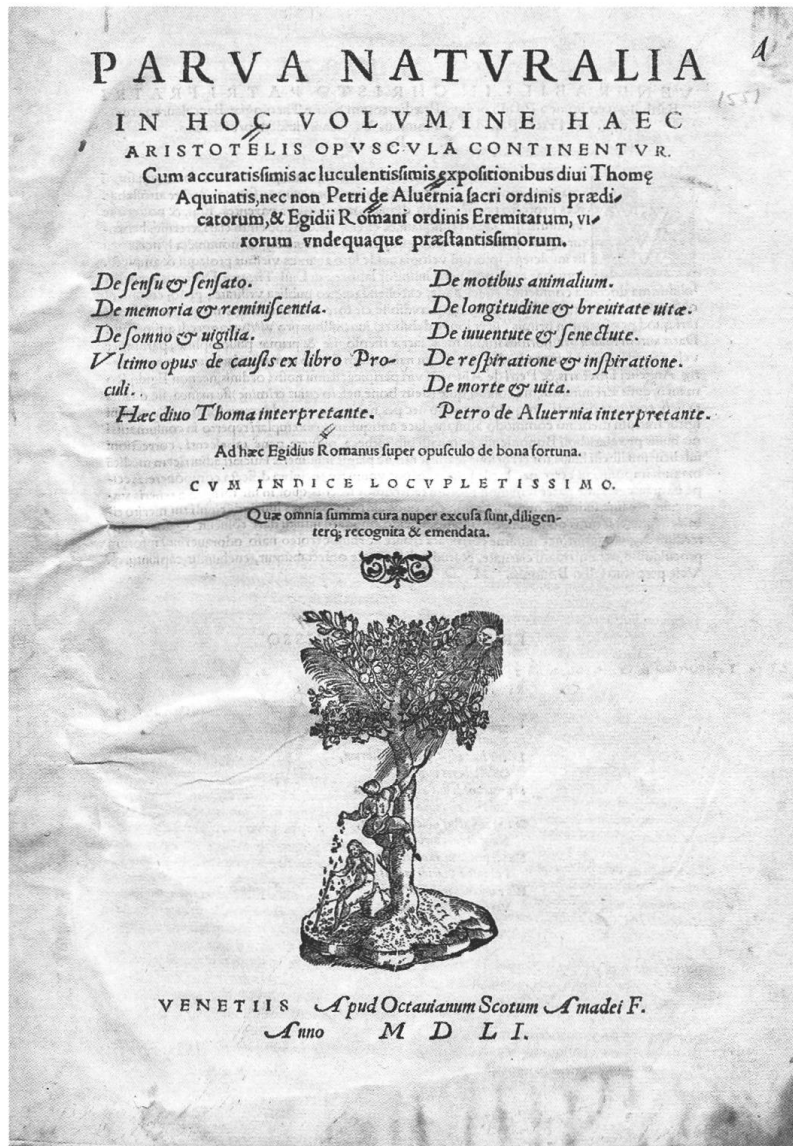 PARVA NATVRALIA
1
1551
IN HOC VOLVMINE HAEC
ARISTOTELIS OPVSCVLA CONTINENTVR.
Cum accuratissimis ac luculentissimis expositionibus diui Thomę
Aquinatis, nec non Petri de Aluernia sacri ordinis prædi-
catorum, & Egidii Romani ordinis Eremitarum, vi-
rorum vndequaque præstantissimorum.
De sensu & sensato.
De memoria & reminiscentia.
De somno & uigilia.
Vltimo opus de causis ex libro Pro-
culi.
Hæc diuo Thoma interpretante.
De motibus animalium.
De longitudine & breuitate uitæ.
De iuuentute & senectute.
De respiratione & inspiratione.
De morte & uita.
Petro de Aluernia interpretante.
Ad hæc Egidius Romanus super opusculo de bona fortuna.
CVM INDICE LOCVPLETISSIMO.
Quæ omnia summa cura nuper excusa sunt, diligen-
terq; recognita & emendata.
VENETIIS Apud Octauianum Scotum Amadei F.
Anno M D L I.